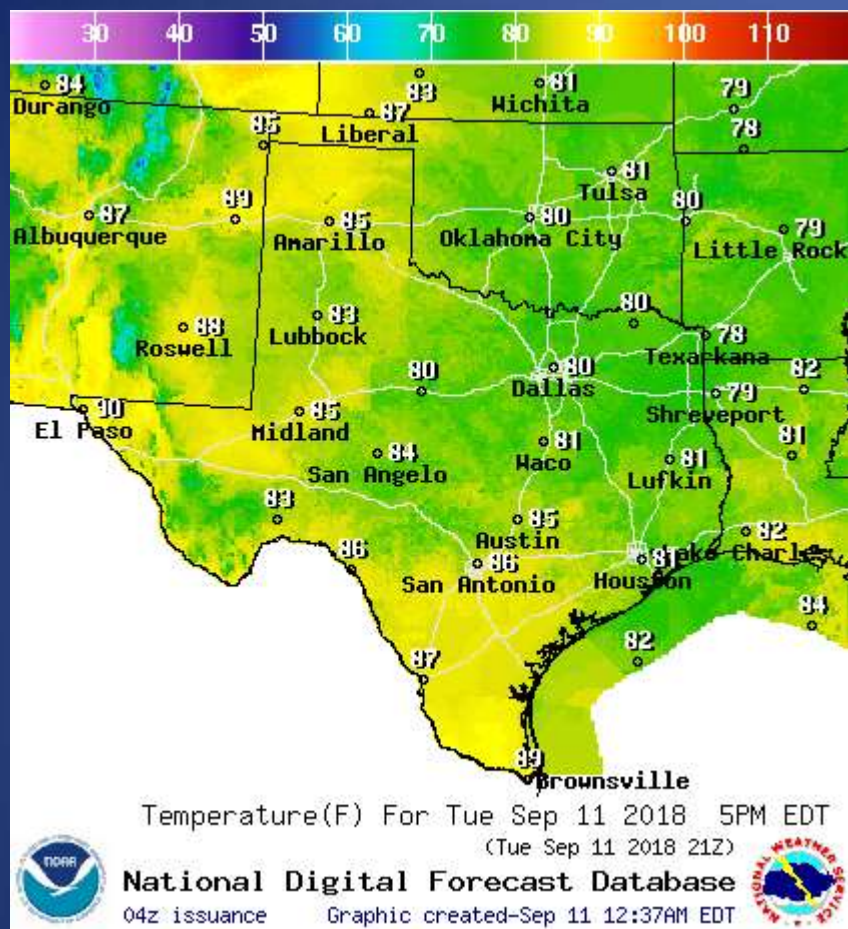 30 40 50 60 70 80 90 100 110
84 83 81 79
Durango Liberal Wichita
87
85 78
81
Tulsa
87 89 85 80 80 79
Albuquerque Amarillo Oklahoma City Little Rock
88 83 80 78
Roswell Lubbock Texarkana
80 80 82
Dallas
90 85 79
El Paso Midland Shreveport
84 81 81 81
San Angelo Waco Lufkin
83 85 82
Austin
86 86 81 Lake Charles
San Antonio Houston
84
82
87
89
Brownsville
Temperature(F) For Tue Sep 11 2018 5PM EDT
(Tue Sep 11 2018 21Z)
NOAA
National Digital Forecast Database
NATIONAL WEATHER SERVICE
04z issuance Graphic created-Sep 11 12:37AM EDT